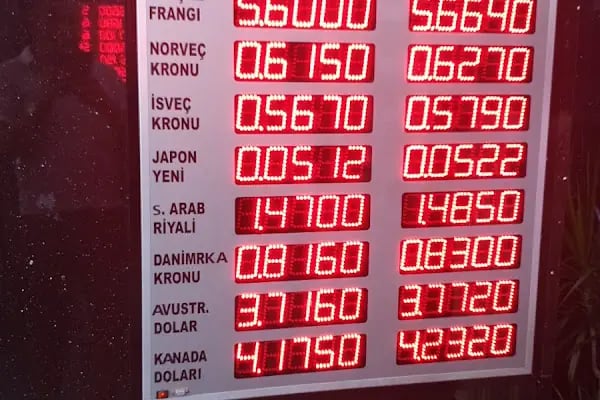 FRANGI 5.6000 5.6640
NORVEÇ
KRONU 0.6150 0.6270
İSVEÇ
KRONU 0.5670 0.5790
JAPON
YENİ 0.0512 0.0522
S. ARAB
RİYALİ 1.4700 1.4850
DANİMRKA
KRONU 0.8160 0.8300
AVUSTR.
DOLAR 3.7160 3.7720
KANADA
DOLARI 4.1750 4.2320